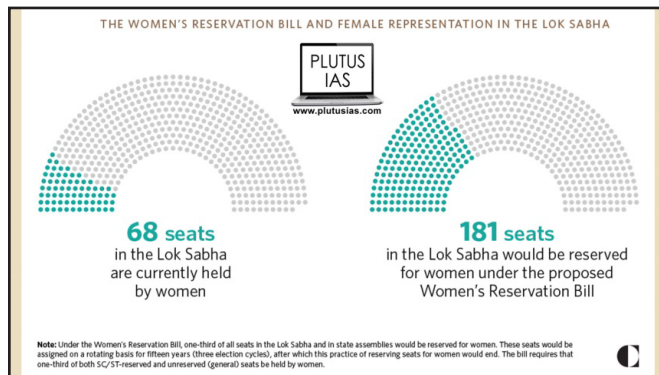 THE WOMEN'S RESERVATION BILL AND FEMALE REPRESENTATION IN THE LOK SABHA
PLUTUS
IAS
www.plutusias.com
68 seats
in the Lok Sabha
are currently held
by women
181 seats
in the Lok Sabha would be reserved
for women under the proposed
Women's Reservation Bill
Note: Under the Women's Reservation Bill, one-third of all seats in the Lok Sabha and in state assemblies would be reserved for women. These seats would be
assigned on a rotating basis for fifteen years (three election cycles), after which this practice of reserving seats for women would end. The bill requires that
one-third of both SC/ST-reserved and unreserved (general) seats be held by women.